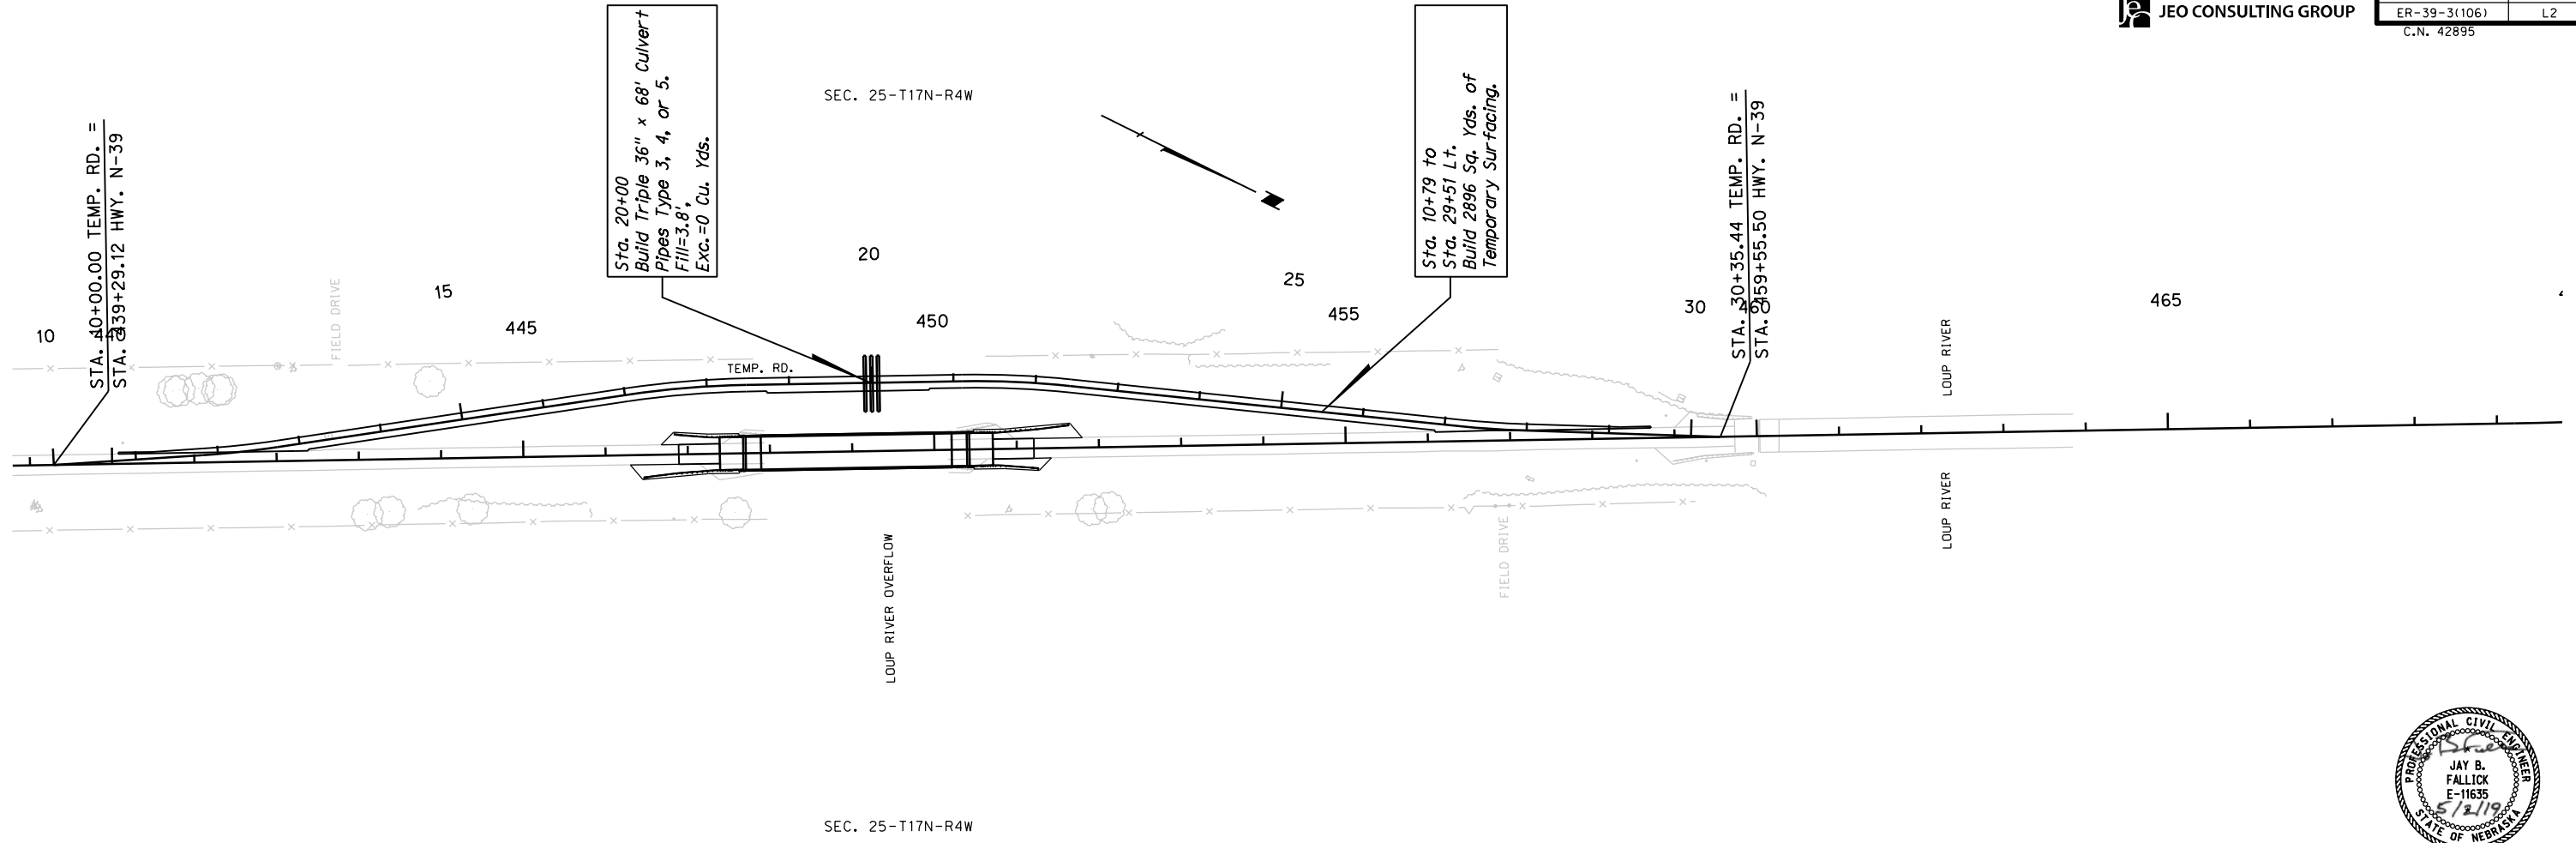 JEO CONSULTING GROUP
ER-39-3(106) L2
C.N. 42895
STA. 10+00.00 TEMP. RD. =
STA. 439+29.12 HWY. N-39
Sta. 20+00
Build Triple 36" x 68' Culvert
Pipes Type 3, 4, or 5.
Fill=3.8',
Exc.=0 Cu. Yds.
SEC. 25-T17N-R4W
Sta. 10+79 to
Sta. 29+51 Lt.
Build 2896 Sq. Yds. of
Temporary Surfacing.
STA. 30+35.44 TEMP. RD. =
STA. 459+55.50 HWY. N-39
10
15
20
25
30
440
445
450
455
460
465
FIELD DRIVE
TEMP. RD.
LOUP RIVER
LOUP RIVER OVERFLOW
FIELD DRIVE
LOUP RIVER
SEC. 25-T17N-R4W
PROFESSIONAL CIVIL ENGINEER
JAY B.
FALLICK
E-11635
5/2/19
STATE OF NEBRASKA